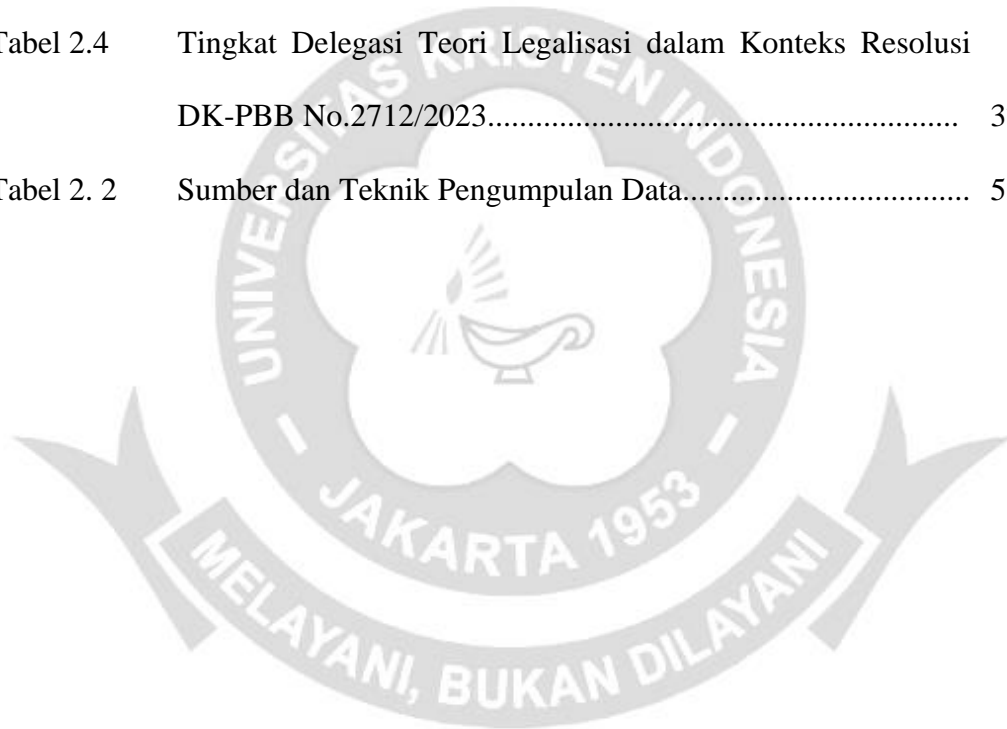 Tabel 2.4 Tingkat Delegasi Teori Legalisasi dalam Konteks Resolusi
DK-PBB No.2712/2023............................................................ 3
Tabel 2. 2 Sumber dan Teknik Pengumpulan Data.................................. 5
UNIVERSITAS KRISTEN INDONESIA
- JAKARTA 1953 -
MELAYANI, BUKAN DILAYANI